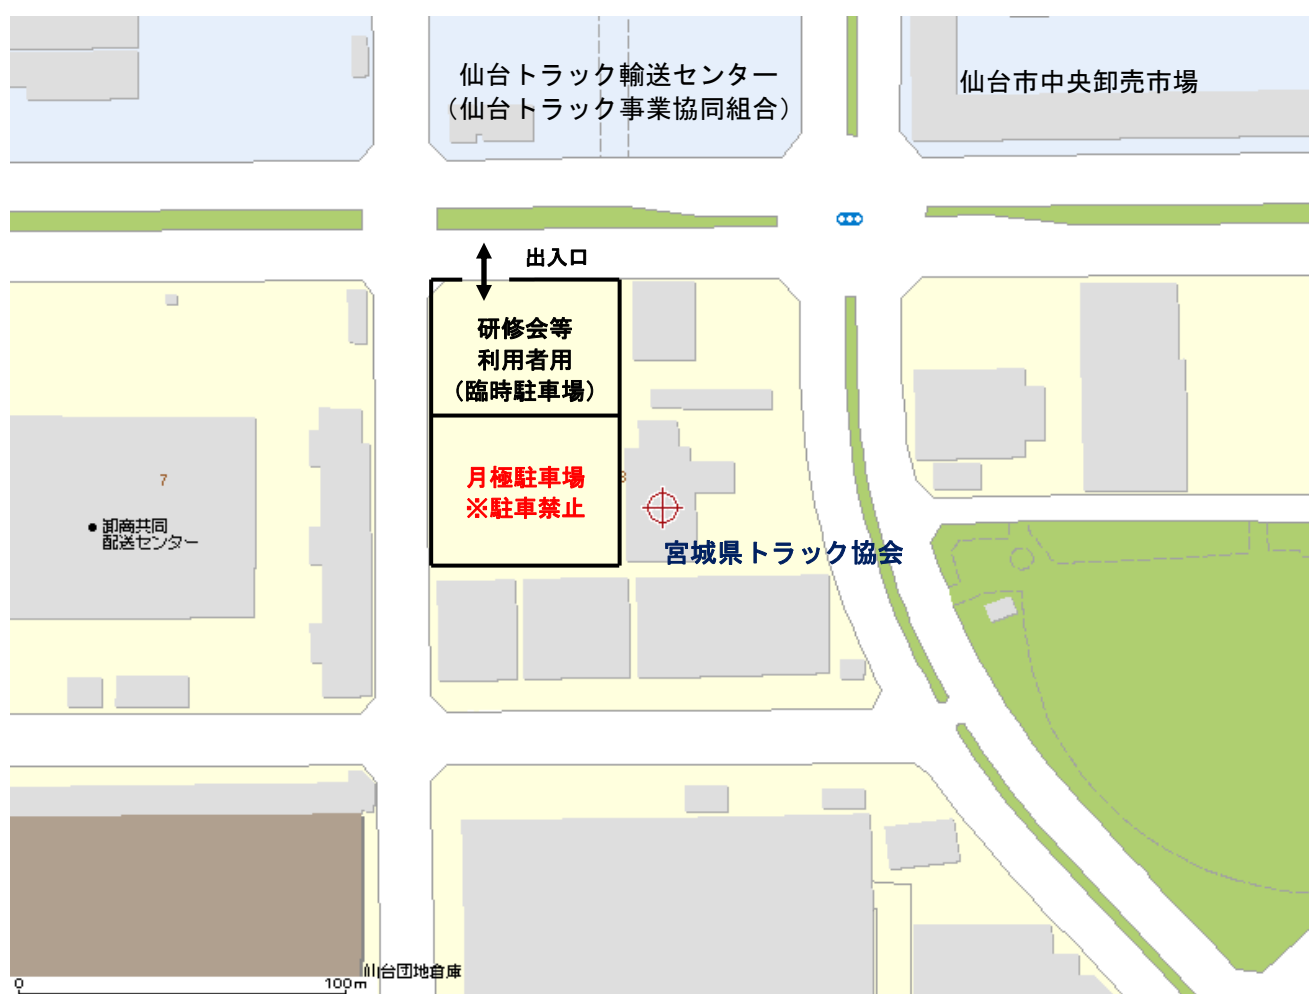 仙台トラック輸送センター
（仙台トラック事業協同組合）
仙台市中央卸売市場
出入口
研修会等
利用者用
（臨時駐車場）
月極駐車場
※駐車禁止
7
8
卸商共同
配送センター
宮城県トラック協会
仙台団地倉庫
0
100m